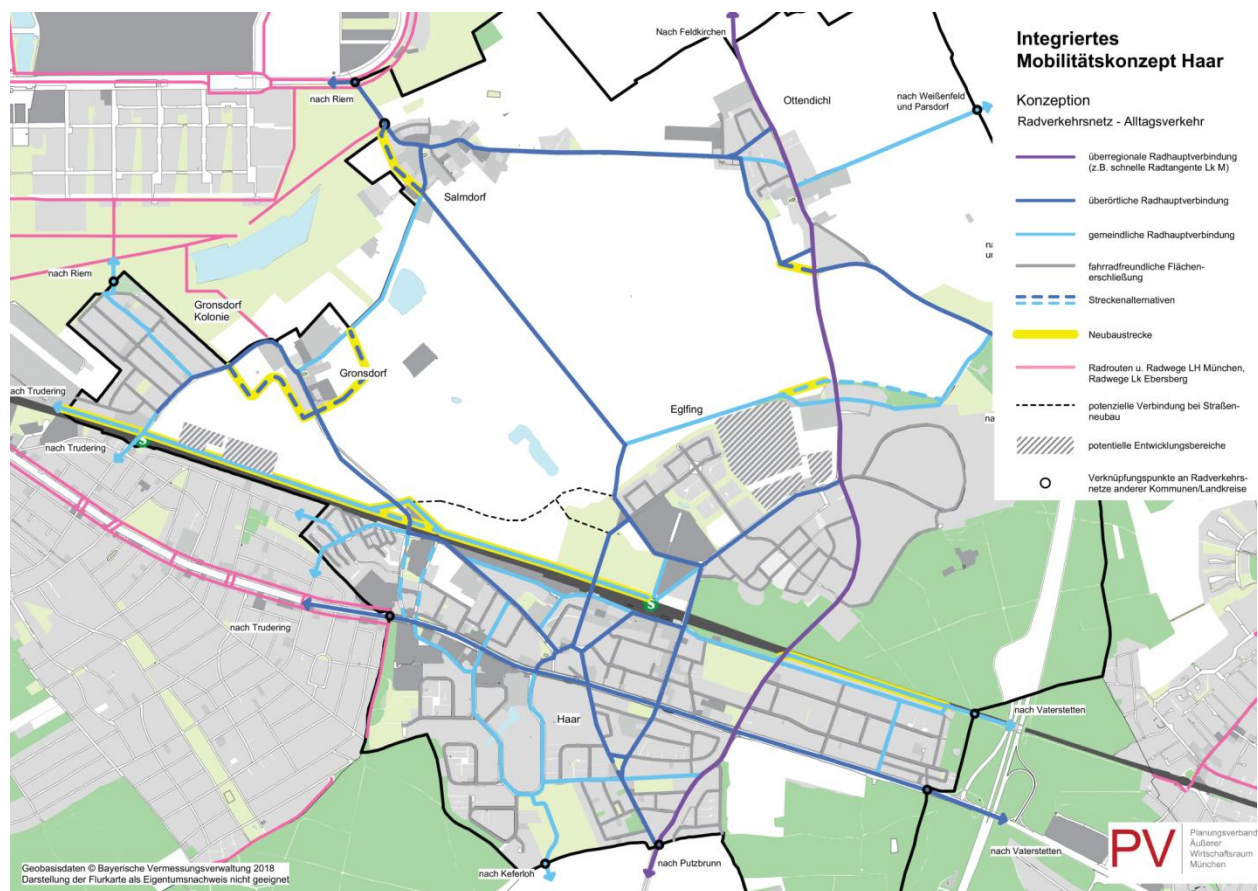 Nach Feldkirchen
Integriertes
Mobilitätskonzept Haar
Konzeption
Radverkehrsnetz - Alltagsverkehr
überregionale Radhauptverbindung
(z.B. schnelle Radtangente Lk M)
überörtliche Radhauptverbindung
gemeindliche Radhauptverbindung
fahrradfreundliche Flächen-
erschließung
Streckenalternativen
Neubaustrecke
Radrouten u. Radwege LH München,
Radwege Lk Ebersberg
potenzielle Verbindung bei Straßen-
neubau
potentielle Entwicklungsbereiche
Verknüpfungspunkte an Radverkehrs-
netze anderer Kommunen/Landkreise
nach Riem
Ottendichl
nach Weißenfeld
und Parsdorf
Salmdorf
nach Riem
Gronsdorf
Kolonie
Gronsdorf
nach Trudering
Eglfing
nach Trudering
S
S
nach Trudering
Haar
nach Vaterstetten
nach Vaterstetten
nach Putzbrunn
nach Keferloh
Geobasisdaten © Bayerische Vermessungsverwaltung 2018
Darstellung der Flurkarte als Eigentumsnachweis nicht geeignet
PV
Planungsverband
Äußerer
Wirtschaftsraum
München